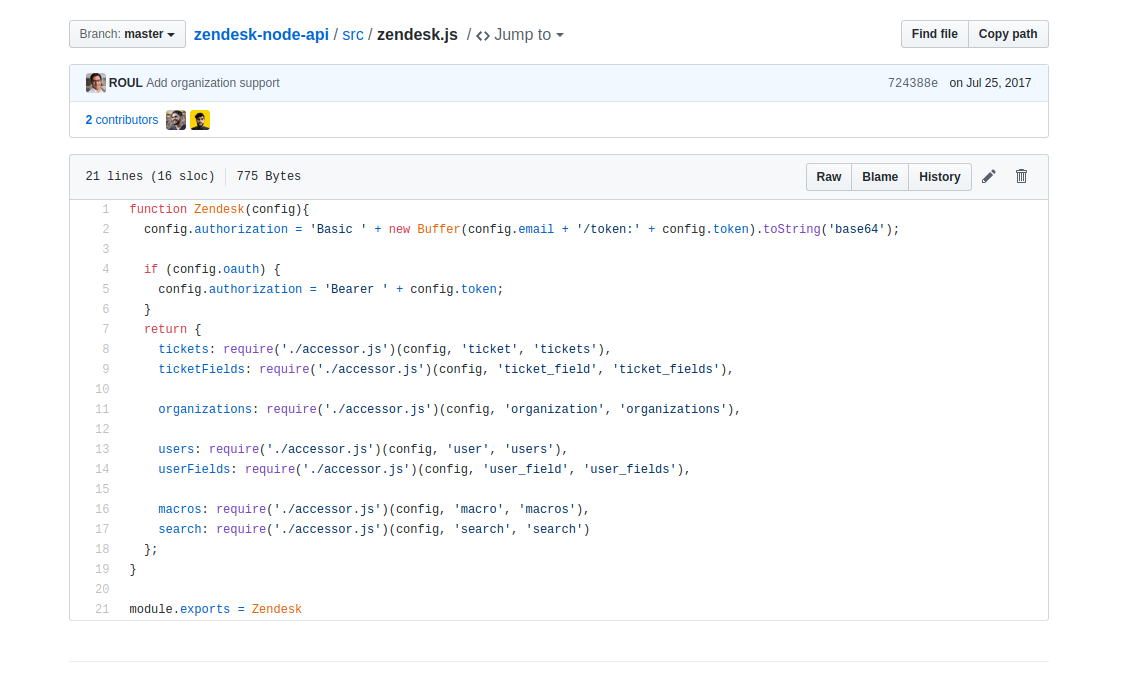 Branch: master zendesk-node-api / src / zendesk.js / <> Jump to Find file Copy path
ROUL Add organization support 724388e on Jul 25, 2017
2 contributors
21 lines (16 sloc) 775 Bytes Raw Blame History
1 function Zendesk(config){
2 config.authorization = 'Basic ' + new Buffer(config.email + '/token:' + config.token).toString('base64');
3
4 if (config.oauth) {
5 config.authorization = 'Bearer ' + config.token;
6 }
7 return {
8 tickets: require('./accessor.js')(config, 'ticket', 'tickets'),
9 ticketFields: require('./accessor.js')(config, 'ticket_field', 'ticket_fields'),
10
11 organizations: require('./accessor.js')(config, 'organization', 'organizations'),
12
13 users: require('./accessor.js')(config, 'user', 'users'),
14 userFields: require('./accessor.js')(config, 'user_field', 'user_fields'),
15
16 macros: require('./accessor.js')(config, 'macro', 'macros'),
17 search: require('./accessor.js')(config, 'search', 'search')
18 };
19 }
20
21 module.exports = Zendesk